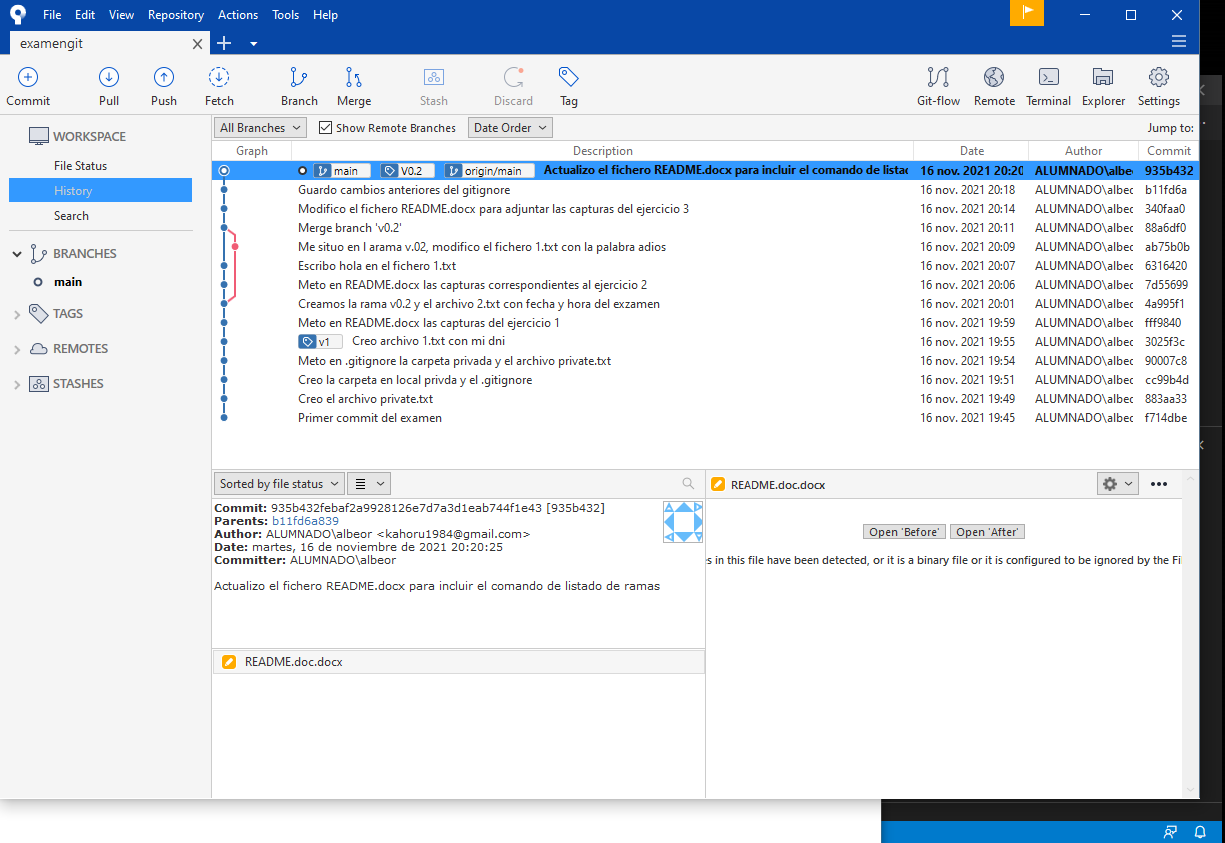 File Edit View Repository Actions Tools Help
examengit
Commit Pull Push Fetch Branch Merge Stash Discard Tag Git-flow Remote Terminal Explorer Settings
WORKSPACE
File Status
History
Search
BRANCHES
main
TAGS
REMOTES
STASHES
All Branches Show Remote Branches Date Order Jump to:
Graph Description Date Author Commit
main V0.2 origin/main Actualizo el fichero README.docx para incluir el comando de listad 16 nov. 2021 20:20 ALUMNADO\albeo 935b432
Guardo cambios anteriores del gitignore 16 nov. 2021 20:18 ALUMNADO\albec b11fd6a
Modifico el fichero README.docx para adjuntar las capturas del ejercicio 3 16 nov. 2021 20:14 ALUMNADO\albec 340faa0
Merge branch 'v0.2' 16 nov. 2021 20:11 ALUMNADO\albec 88a6df0
Me situo en l arama v.02, modifico el fichero 1.txt con la palabra adios 16 nov. 2021 20:09 ALUMNADO\albec ab75b0b
Escribo hola en el fichero 1.txt 16 nov. 2021 20:07 ALUMNADO\albec 6316420
Meto en README.docx las capturas correspondientes al ejercicio 2 16 nov. 2021 20:06 ALUMNADO\albec 7d55699
Creamos la rama v0.2 y el archivo 2.txt con fecha y hora del exzamen 16 nov. 2021 20:01 ALUMNADO\albec 4a995f1
Meto en README.docx las capturas del ejercicio 1 16 nov. 2021 19:59 ALUMNADO\albec fff9840
v1 Creo archivo 1.txt con mi dni 16 nov. 2021 19:55 ALUMNADO\albec 3025f3c
Meto en .gitignore la carpeta privada y el archivo private.txt 16 nov. 2021 19:54 ALUMNADO\albec 90007c8
Creo la carpeta en local privda y el .gitignore 16 nov. 2021 19:51 ALUMNADO\albec cc99b4d
Creo el archivo private.txt 16 nov. 2021 19:49 ALUMNADO\albec 883aa33
Primer commit del examen 16 nov. 2021 19:45 ALUMNADO\albec f714dbe
Sorted by file status
Commit: 935b432febaf2a9928126e7d7a3d1eab744f1e43 [935b432]
Parents: b11fd6a839
Author: ALUMNADO\albeor <kahoru1984@gmail.com>
Date: martes, 16 de noviembre de 2021 20:20:25
Committer: ALUMNADO\albeor
Actualizo el fichero README.docx para incluir el comando de listado de ramas
README.doc.docx
README.doc.docx
Open 'Before' Open 'After'
es in this file have been detected, or it is a binary file or it is configured to be ignored by the Fi